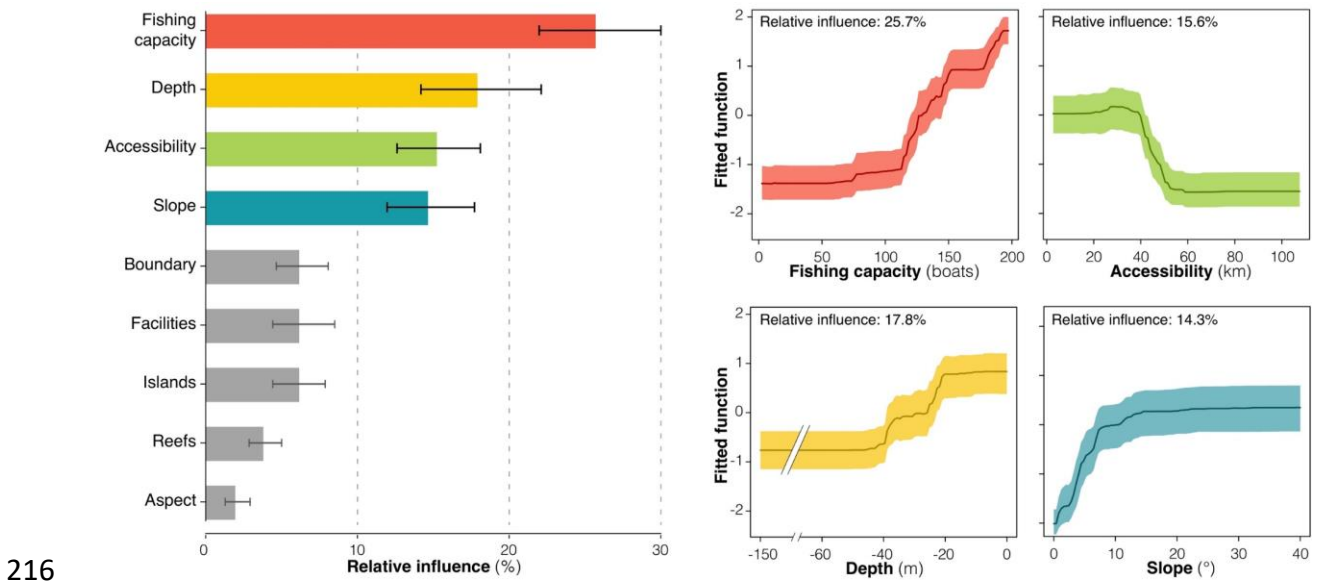 Fishing
capacity
Depth
Accessibility
Slope
Boundary
Facilities
Islands
Reefs
Aspect
0 10 20 30
Relative influence (%)
Relative influence: 25.7%
2
1
0
-1
-2
Fitted function
0 50 100 150 200
Fishing capacity (boats)
Relative influence: 15.6%
0 20 40 60 80 100
Accessibility (km)
Relative influence: 17.8%
2
1
0
-1
-2
Fitted function
-150 -60 -40 -20 0
Depth (m)
Relative influence: 14.3%
0 10 20 30 40
Slope (°)
216